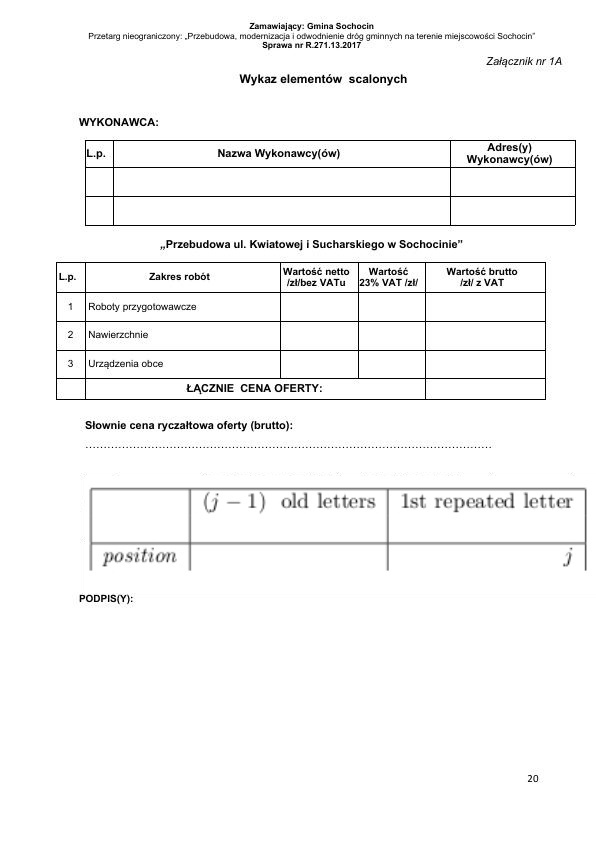 Zamawiający: Gmina Sochocin
Przetarg nieograniczony: „Przebudowa, modernizacja i odwodnienie dróg gminnych na terenie miejscowości Sochocin”
Sprawa nr R.271.13.2017
Załącznik nr 1A
Wykaz elementów scalonych
WYKONAWCA:
L.p. Nazwa Wykonawcy(ów) Adres(y)
Wykonawcy(ów)
„Przebudowa ul. Kwiatowej i Sucharskiego w Sochocinie”
L.p. Zakres robót Wartość netto Wartość Wartość brutto
/zł/bez VATu 23% VAT /zł/ /zł/ z VAT
1 Roboty przygotowawcze
2 Nawierzchnie
3 Urządzenia obce
ŁĄCZNIE CENA OFERTY:
Słownie cena ryczałtowa oferty (brutto):
…………………………………………………………………………………………………
(j − 1) old letters 1st repeated letter
position j
PODPIS(Y):
20